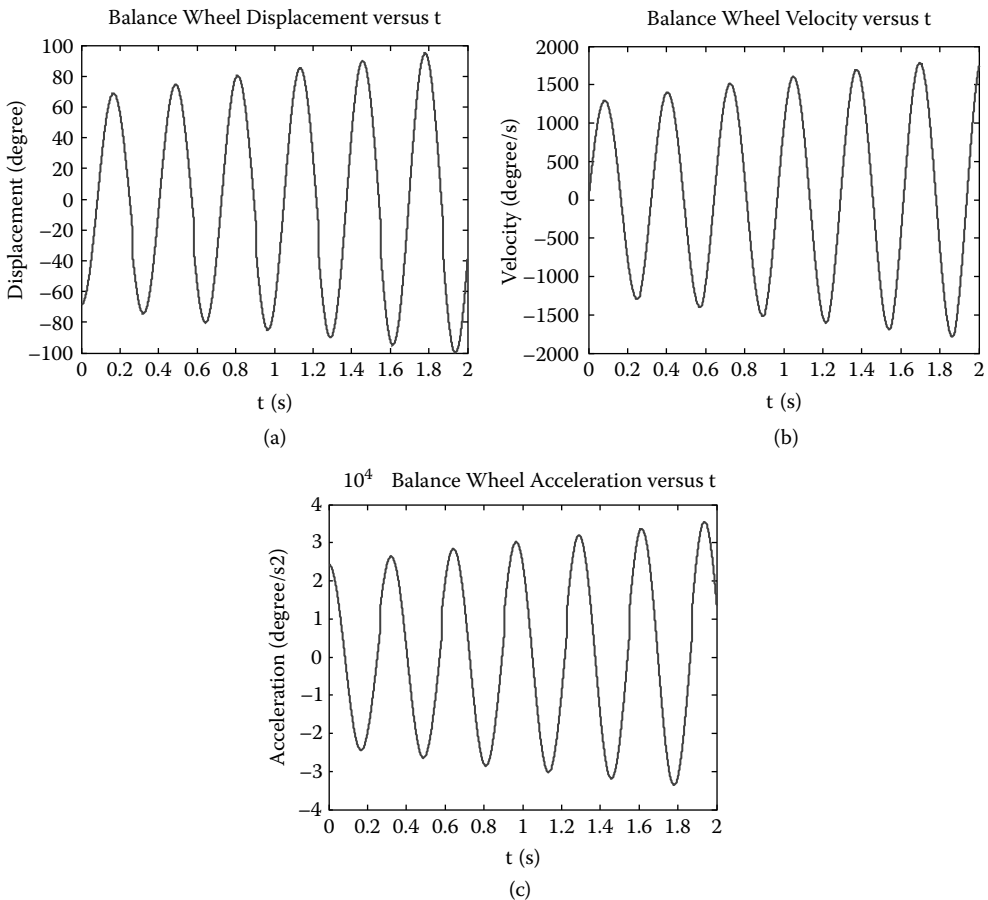 Balance Wheel Displacement versus t
Displacement (degree)
100
80
60
40
20
0
−20
−40
−60
−80
−100
0 0.2 0.4 0.6 0.8 1 1.2 1.4 1.6 1.8 2
t (s)
(a)
Balance Wheel Velocity versus t
Velocity (degree/s)
2000
1500
1000
500
0
−500
−1000
−1500
−2000
0 0.2 0.4 0.6 0.8 1 1.2 1.4 1.6 1.8 2
t (s)
(b)
10⁴ Balance Wheel Acceleration versus t
Acceleration (degree/s2)
4
3
2
1
0
−1
−2
−3
−4
0 0.2 0.4 0.6 0.8 1 1.2 1.4 1.6 1.8 2
t (s)
(c)